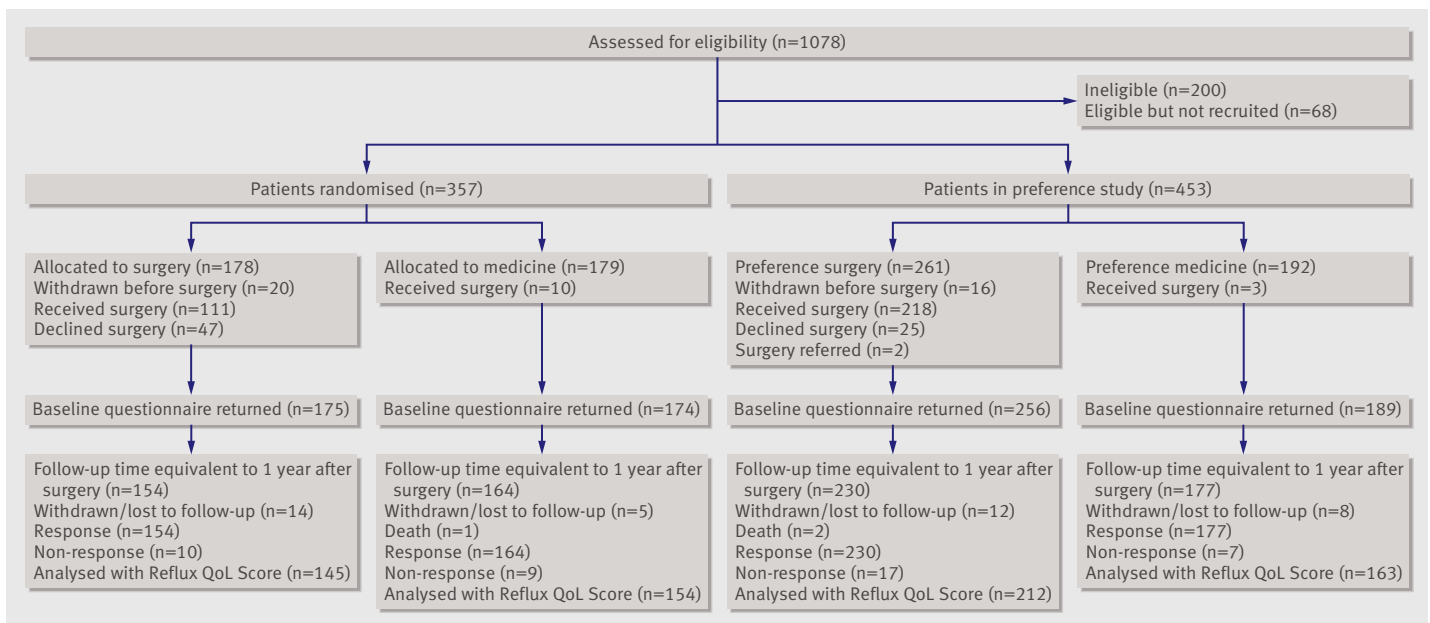 Assessed for eligibility (n=1078)
Ineligible (n=200)
Eligible but not recruited (n=68)
Patients randomised (n=357)
Patients in preference study (n=453)
Allocated to surgery (n=178)
Withdrawn before surgery (n=20)
Received surgery (n=111)
Declined surgery (n=47)
Allocated to medicine (n=179)
Received surgery (n=10)
Preference surgery (n=261)
Withdrawn before surgery (n=16)
Received surgery (n=218)
Declined surgery (n=25)
Surgery referred (n=2)
Preference medicine (n=192)
Received surgery (n=3)
Baseline questionnaire returned (n=175)
Baseline questionnaire returned (n=174)
Baseline questionnaire returned (n=256)
Baseline questionnaire returned (n=189)
Follow-up time equivalent to 1 year after
surgery (n=154)
Withdrawn/lost to follow-up (n=14)
Response (n=154)
Non-response (n=10)
Analysed with Reflux QoL Score (n=145)
Follow-up time equivalent to 1 year after
surgery (n=164)
Withdrawn/lost to follow-up (n=5)
Death (n=1)
Response (n=164)
Non-response (n=9)
Analysed with Reflux QoL Score (n=154)
Follow-up time equivalent to 1 year after
surgery (n=230)
Withdrawn/lost to follow-up (n=12)
Death (n=2)
Response (n=230)
Non-response (n=17)
Analysed with Reflux QoL Score (n=212)
Follow-up time equivalent to 1 year after
surgery (n=177)
Withdrawn/lost to follow-up (n=8)
Response (n=177)
Non-response (n=7)
Analysed with Reflux QoL Score (n=163)